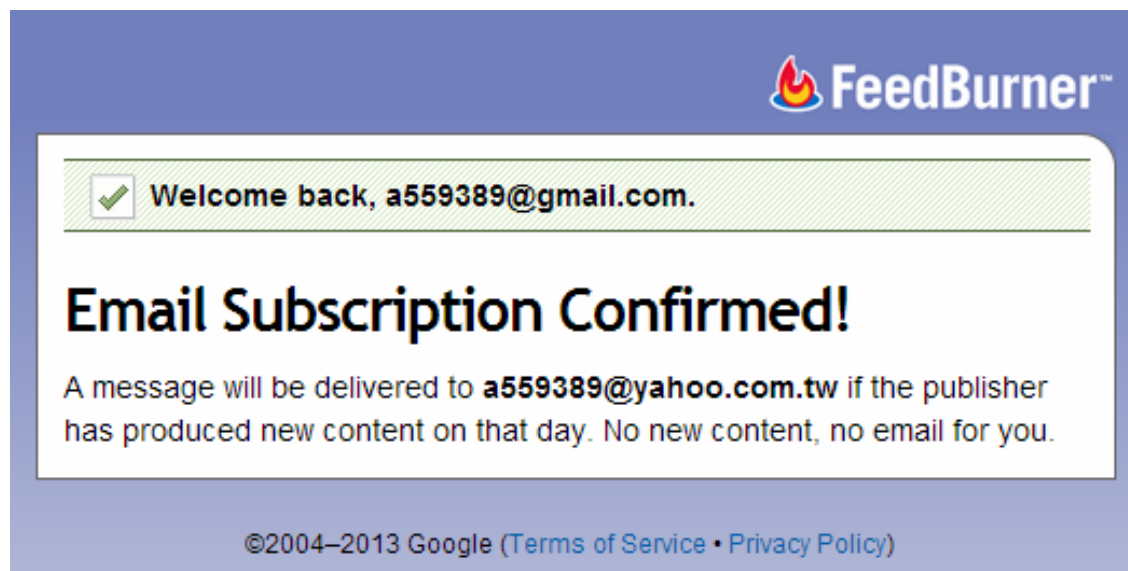 FeedBurner™
Welcome back, a559389@gmail.com.
Email Subscription Confirmed!
A message will be delivered to a559389@yahoo.com.tw if the publisher
has produced new content on that day. No new content, no email for you.
©2004–2013 Google (Terms of Service • Privacy Policy)